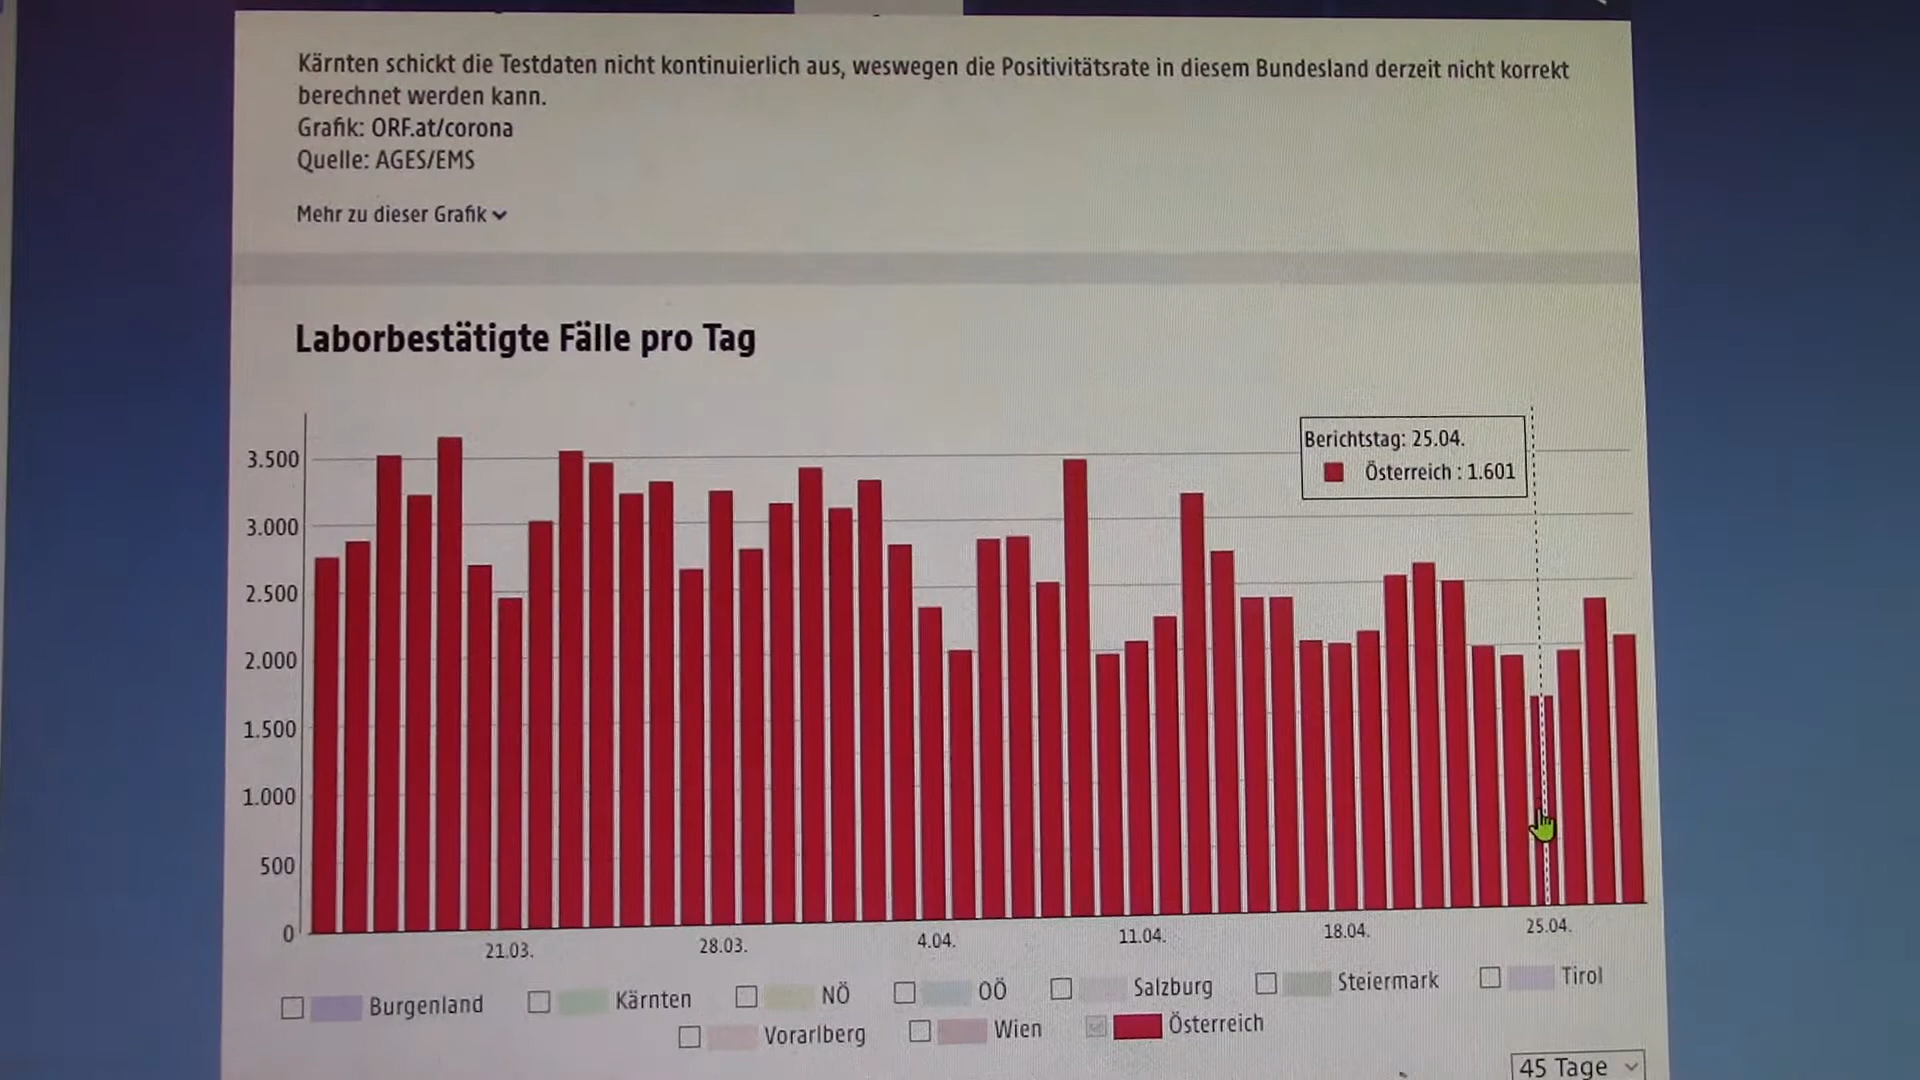 Kärnten schickt die Testdaten nicht kontinuierlich aus, weswegen die Positivitätsrate in diesem Bundesland derzeit nicht korrekt
berechnet werden kann.
Grafik: ORF.at/corona
Quelle: AGES/EMS
Mehr zu dieser Grafik
Laborbestätigte Fälle pro Tag
Berichtstag: 25.04.
Österreich : 1.601
3.500
3.000
2.500
2.000
1.500
1.000
500
0
21.03. 28.03. 4.04. 11.04. 18.04. 25.04.
Burgenland Kärnten NÖ OÖ Salzburg Steiermark Tirol
Vorarlberg Wien Österreich
45 Tage